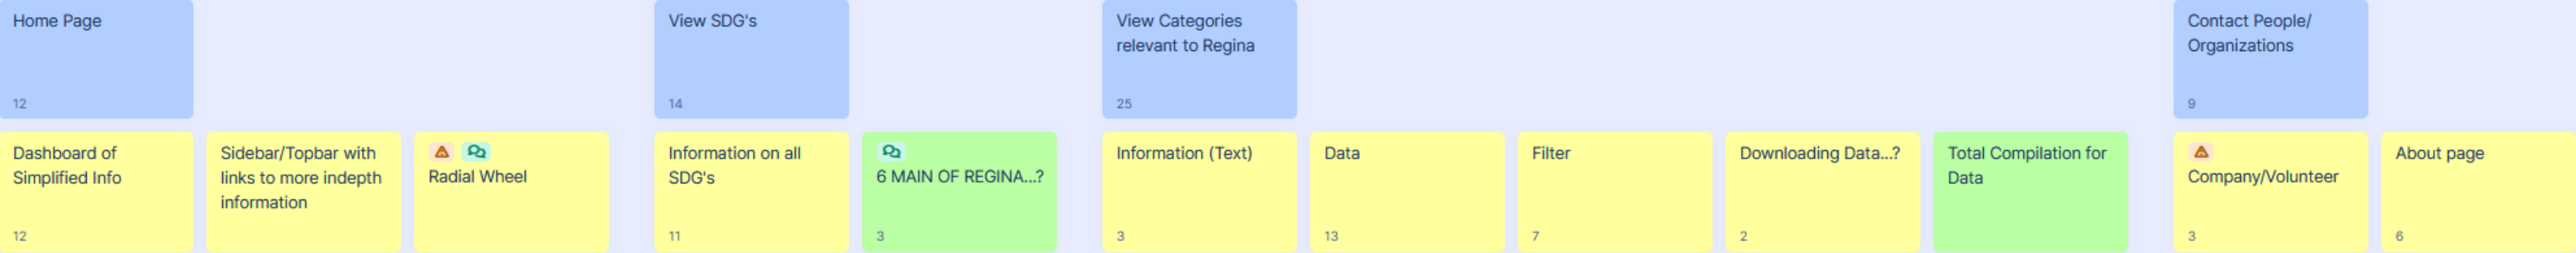 Home Page
12
View SDG's
14
View Categories
relevant to Regina
25
Contact People/
Organizations
9
Dashboard of
Simplified Info
12
Sidebar/Topbar with
links to more indepth
information
Radial Wheel
Information on all
SDG's
11
6 MAIN OF REGINA...?
3
Information (Text)
3
Data
13
Filter
7
Downloading Data...?
2
Total Compilation for
Data
Company/Volunteer
3
About page
6